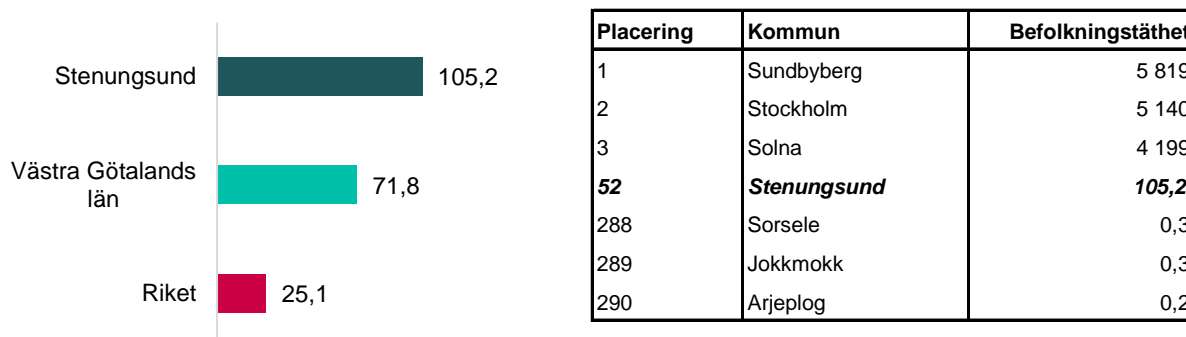 Stenungsund 105,2
Västra Götalands
län 71,8
Riket 25,1
Placering Kommun Befolkningstäthet
1 Sundbyberg 5 819
2 Stockholm 5 140
3 Solna 4 199
52 Stenungsund 105,2
288 Sorsele 0,3
289 Jokkmokk 0,3
290 Arjeplog 0,2